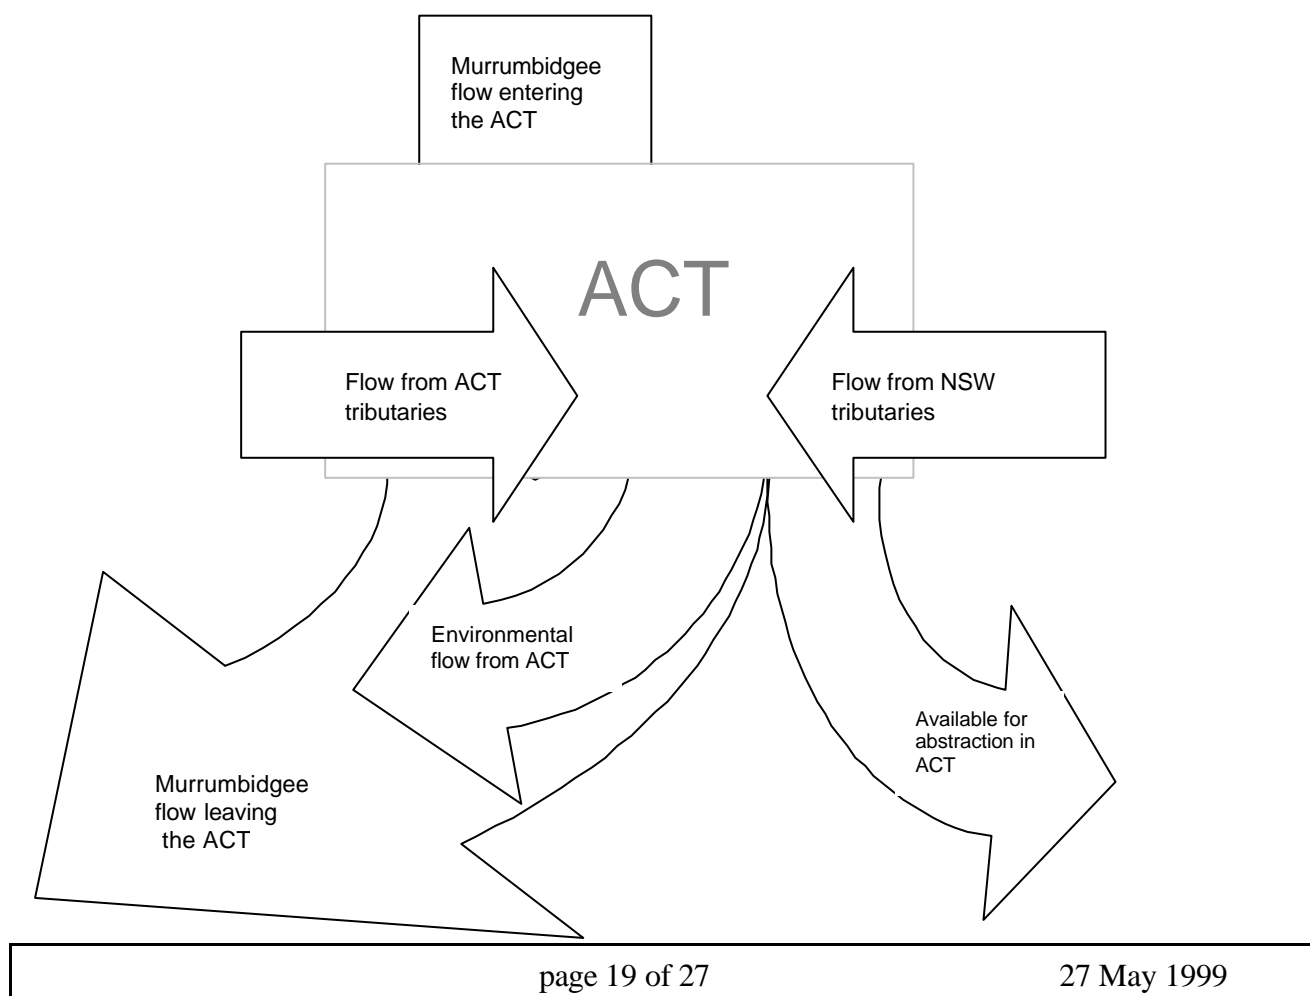 Murrumbidgee
flow entering
the ACT
ACT
Flow from ACT
tributaries
Flow from NSW
tributaries
Environmental
flow from ACT
Available for
abstraction in
ACT
Murrumbidgee
flow leaving
the ACT
page 19 of 27
27 May 1999